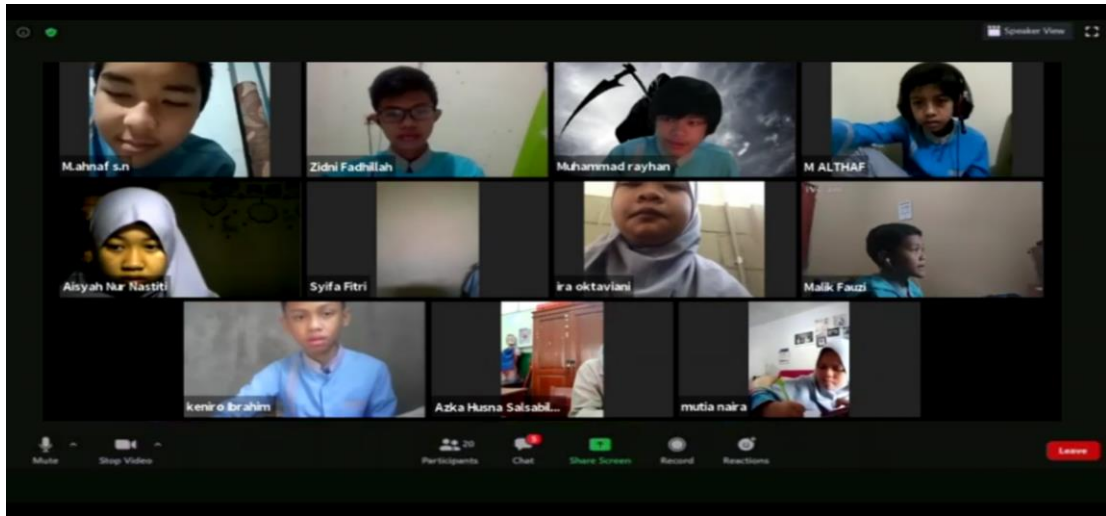 Speaker View
M.ahnaf s.n
Zidni Fadhillah
Muhammad rayhan
M ALTHAF
Aisyah Nur Nastiti
Syifa Fitri
ira oktaviani
Malik Fauzi
keniro Ibrahim
Azka Husna Salsabil...
mutia naira
Mute
Stop Video
20
Participants
5
Chat
Share Screen
Record
Reactions
Leave